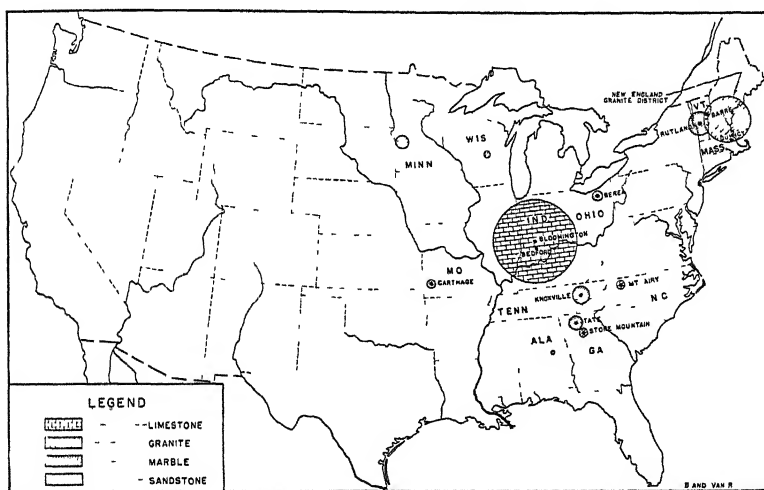 NEW ENGLAND
GRANITE DISTRICT
VT.
BARRE
RUTLAND
DISTRICT
MASS
WIS
MINN
BEREA
IND
OHIO
BLOOMINGTON
BEDFORD
MO
CARTHAGE
KNOXVILLE
MT AIRY
TENN
NC
TATE
STONE MOUNTAIN
ALA
GA
LEGEND
LIMESTONE
GRANITE
MARBLE
SANDSTONE
B AND VAN R